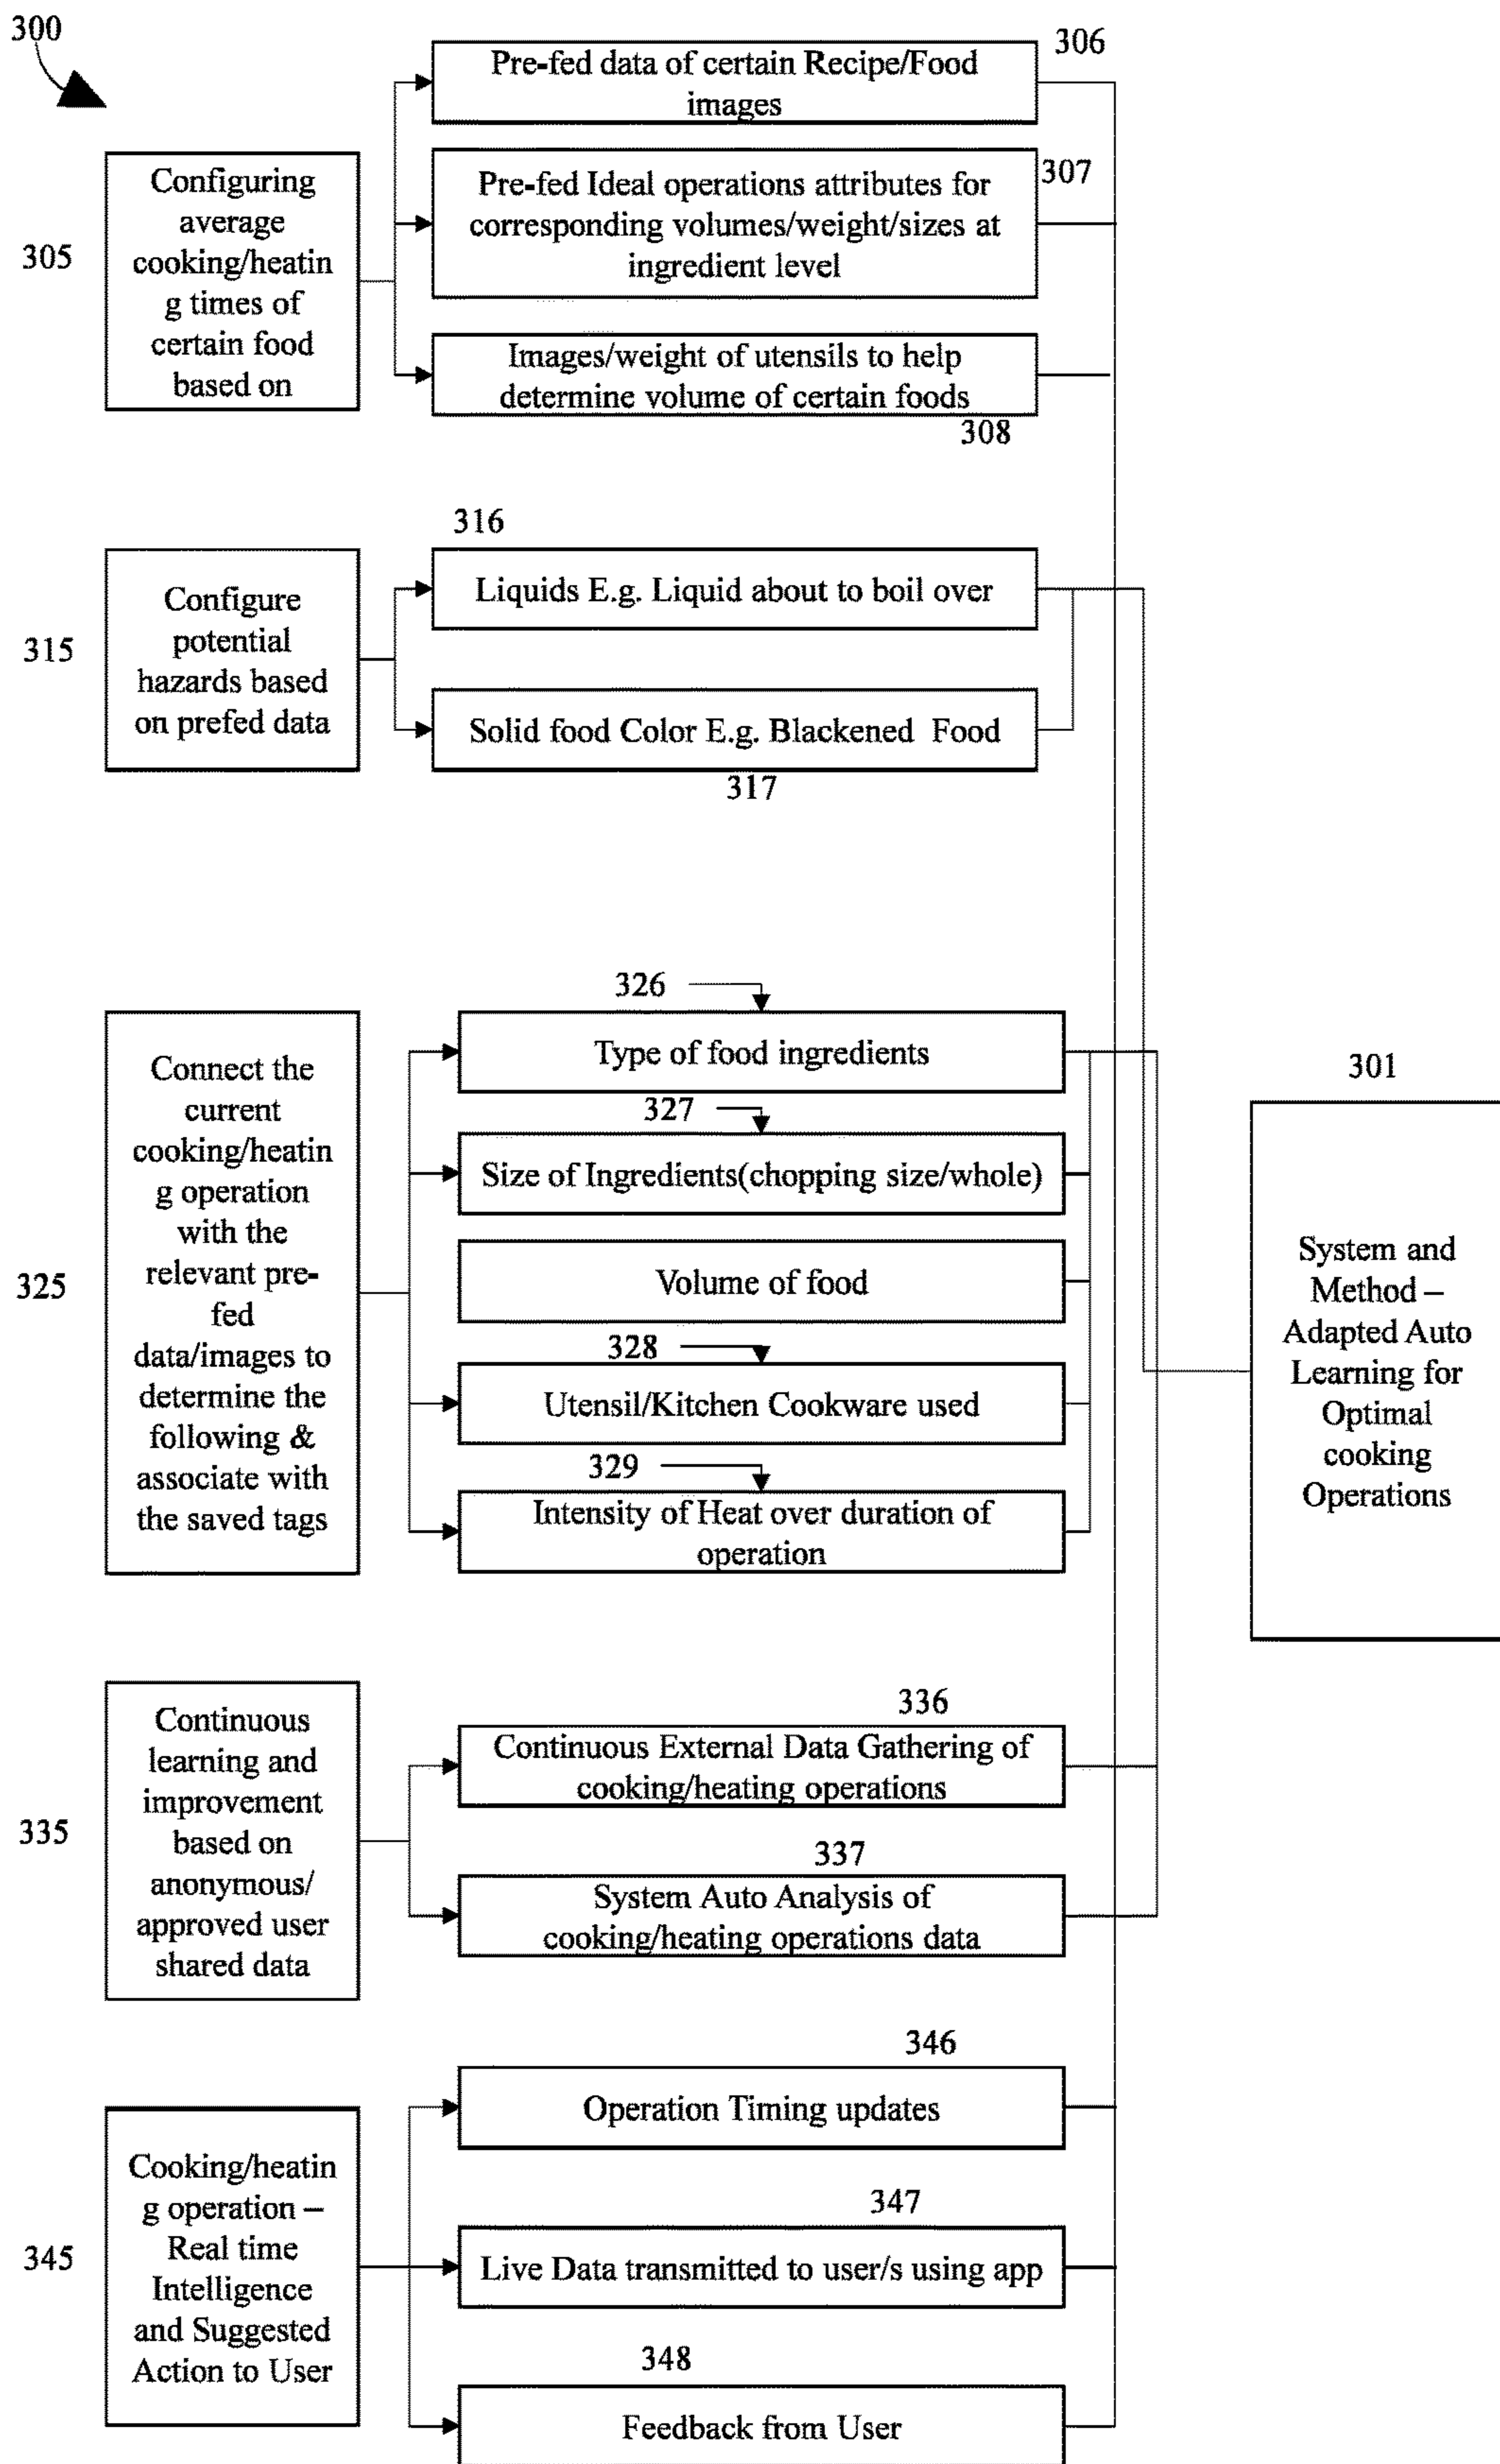 300
306
Pre-fed data of certain Recipe/Food
images
305
Configuring
average
cooking/heatin
g times of
certain food
based on
307
Pre-fed Ideal operations attributes for
corresponding volumes/weight/sizes at
ingredient level
Images/weight of utensils to help
determine volume of certain foods
308
316
315
Configure
potential
hazards based
on prefed data
Liquids E.g. Liquid about to boil over
Solid food Color E.g. Blackened Food
317
325
Connect the
current
cooking/heatin
g operation
with the
relevant pre-
fed
data/images to
determine the
following &
associate with
the saved tags
326
Type of food ingredients
327
Size of Ingredients(chopping size/whole)
Volume of food
328
Utensil/Kitchen Cookware used
329
Intensity of Heat over duration of
operation
301
System and
Method –
Adapted Auto
Learning for
Optimal
cooking
Operations
335
Continuous
learning and
improvement
based on
anonymous/
approved user
shared data
336
Continuous External Data Gathering of
cooking/heating operations
337
System Auto Analysis of
cooking/heating operations data
345
Cooking/heatin
g operation –
Real time
Intelligence
and Suggested
Action to User
346
Operation Timing updates
347
Live Data transmitted to user/s using app
348
Feedback from User